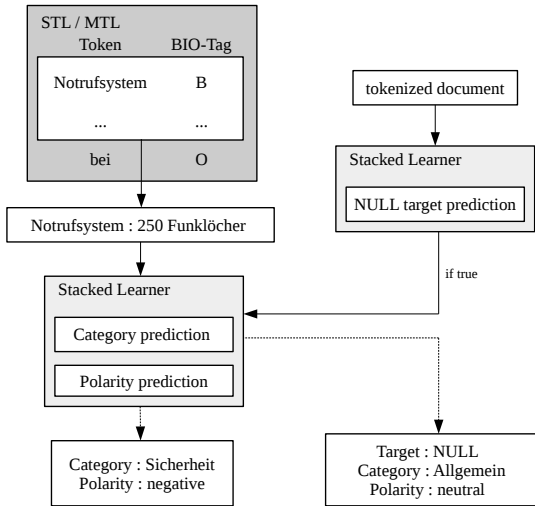 STL / MTL
Token BIO-Tag
Notrufsystem B
... ...
bei O
Notrufsystem : 250 Funklöcher
Stacked Learner
Category prediction
Polarity prediction
Category : Sicherheit
Polarity : negative
tokenized document
Stacked Learner
NULL target prediction
if true
Target : NULL
Category : Allgemein
Polarity : neutral